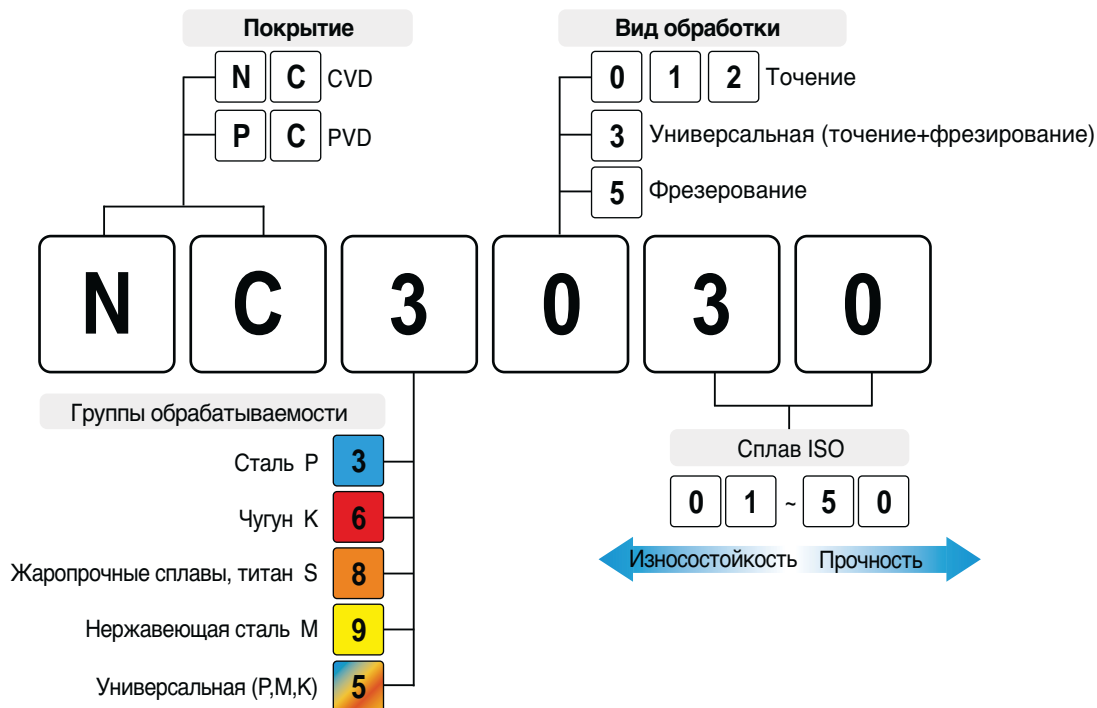 Покрытие
N C CVD
P C PVD
Вид обработки
0 1 2 Точение
3 Универсальная (точение+фрезирование)
5 Фрезерование
N C 3 0 3 0
Группы обрабатываемости
Сталь P 3
Чугун K 6
Жаропрочные сплавы, титан S 8
Нержавеющая сталь M 9
Универсальная (P,M,K) 5
Сплав ISO
0 1 ~ 5 0
Износостойкость Прочность